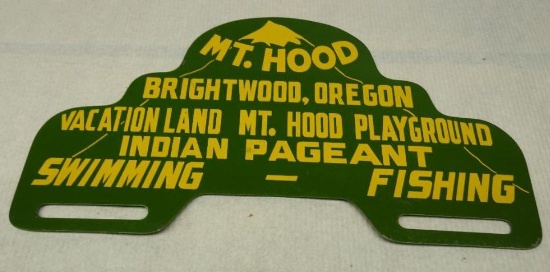 MT. HOOD
BRIGHTWOOD, OREGON
VACATION LAND MT. HOOD PLAYGROUND
INDIAN PAGEANT
SWIMMING — FISHING